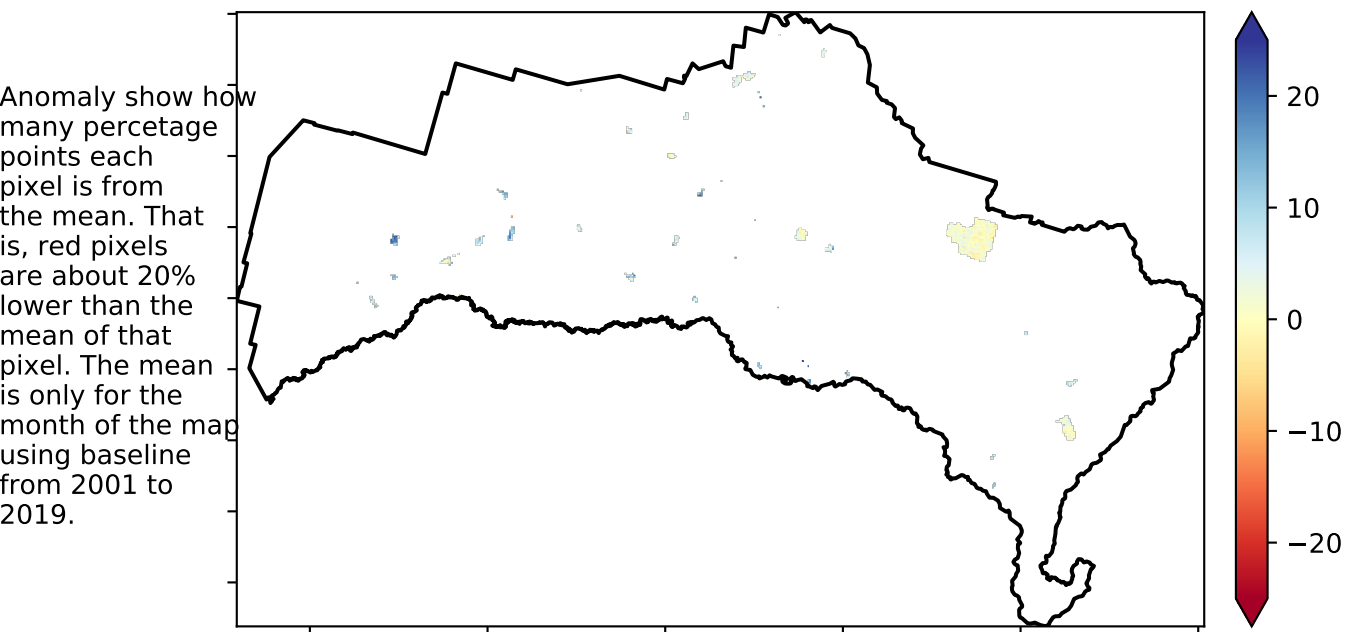 Anomaly show how
many percetage
points each
pixel is from
the mean. That
is, red pixels
are about 20%
lower than the
mean of that
pixel. The mean
is only for the
month of the map
using baseline
from 2001 to
2019.
20
10
0
−10
−20